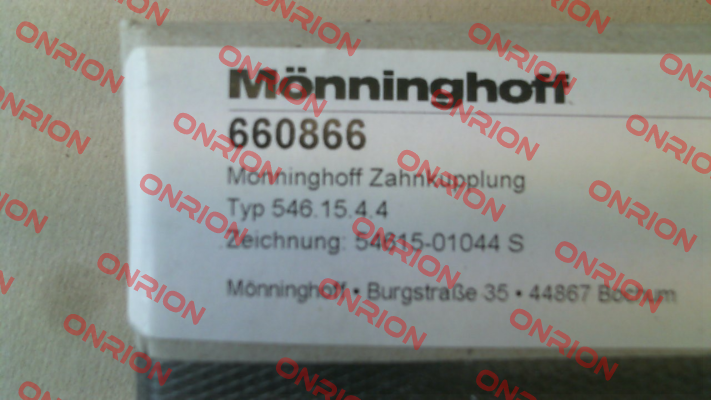 Mönninghoff
660866
Mönninghoff Zahnkupplung
Typ 546.15.4.4
Zeichnung: 54615-01044 S
Mönninghoff • Burgstraße 35 • 44867 Bochum
ONRION